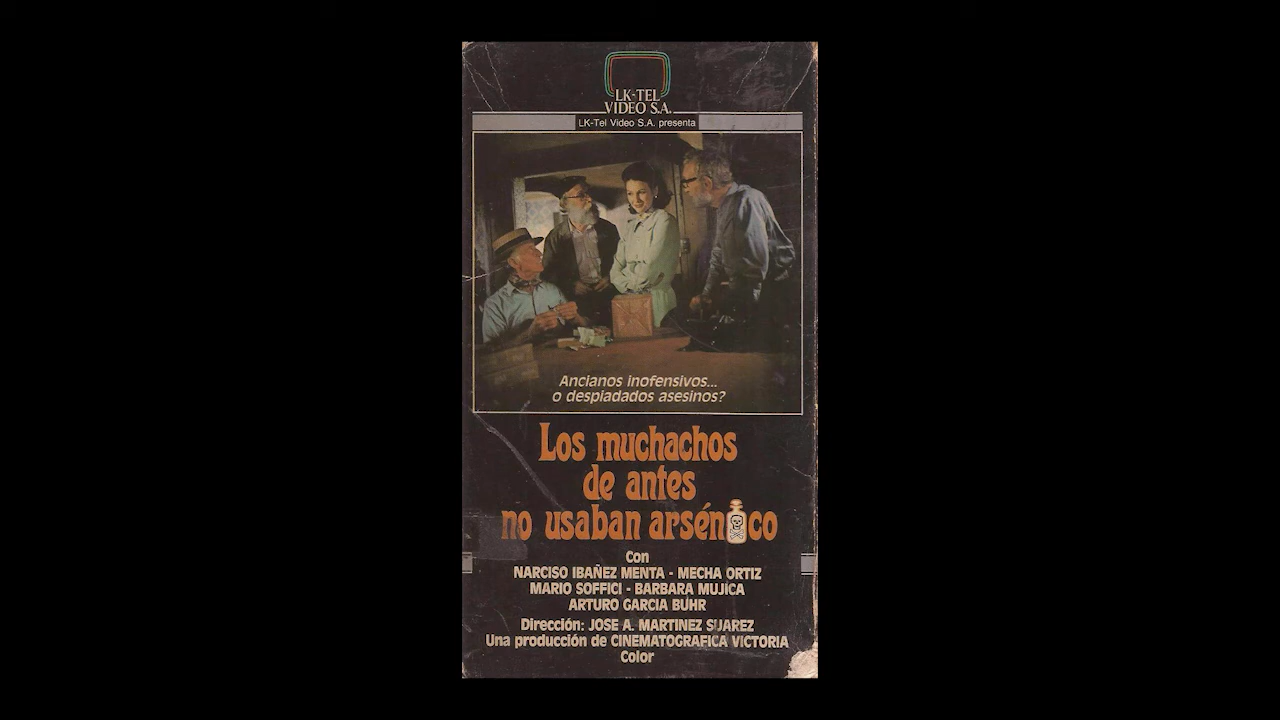 LK-TEL
VIDEO S.A.
LK-Tel Video S.A. presenta
Ancianos inofensivos...
o despiadados asesinos?
Los muchachos
de antes
no usaban arsénico
Con
NARCISO IBAÑEZ MENTA - MECHA ORTIZ
MARIO SOFFICI - BARBARA MUJICA
ARTURO GARCIA BUHR
Dirección: JOSE A. MARTINEZ SUAREZ
Una producción de CINEMATOGRAFICA VICTORIA
Color